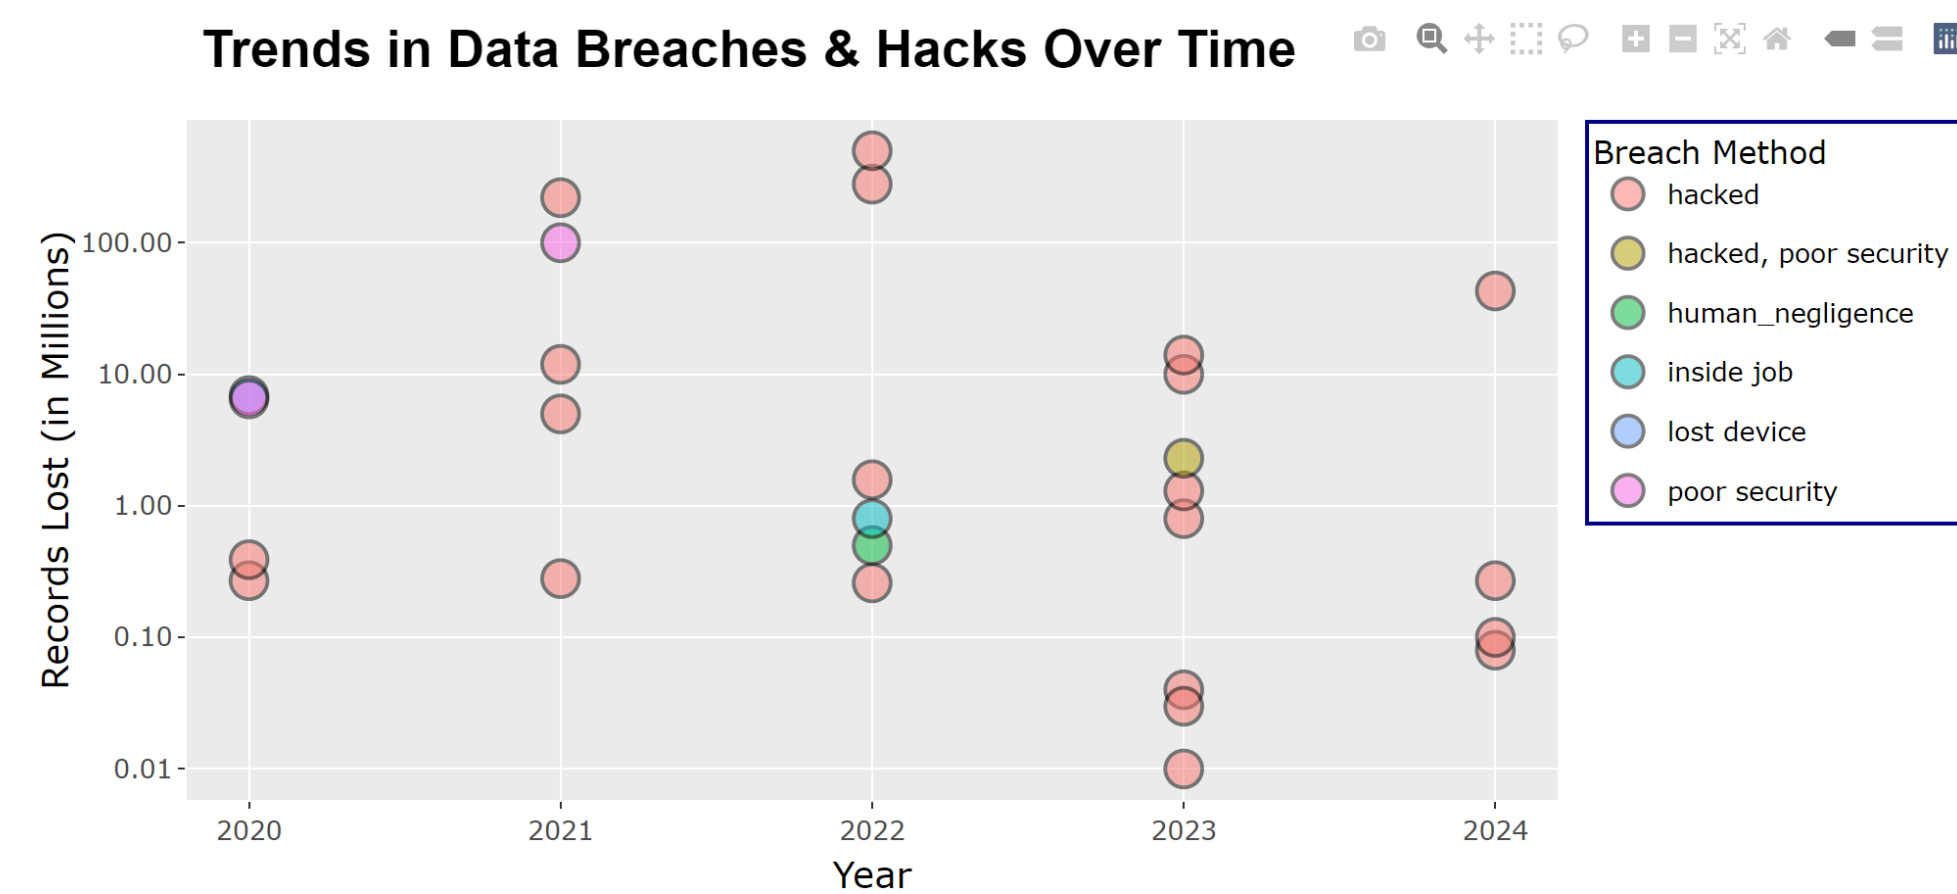 Trends in Data Breaches & Hacks Over Time
Records Lost (in Millions)
100.00
10.00
1.00
0.10
0.01
2020
2021
2022
2023
2024
Year
Breach Method
hacked
hacked, poor security
human_negligence
inside job
lost device
poor security